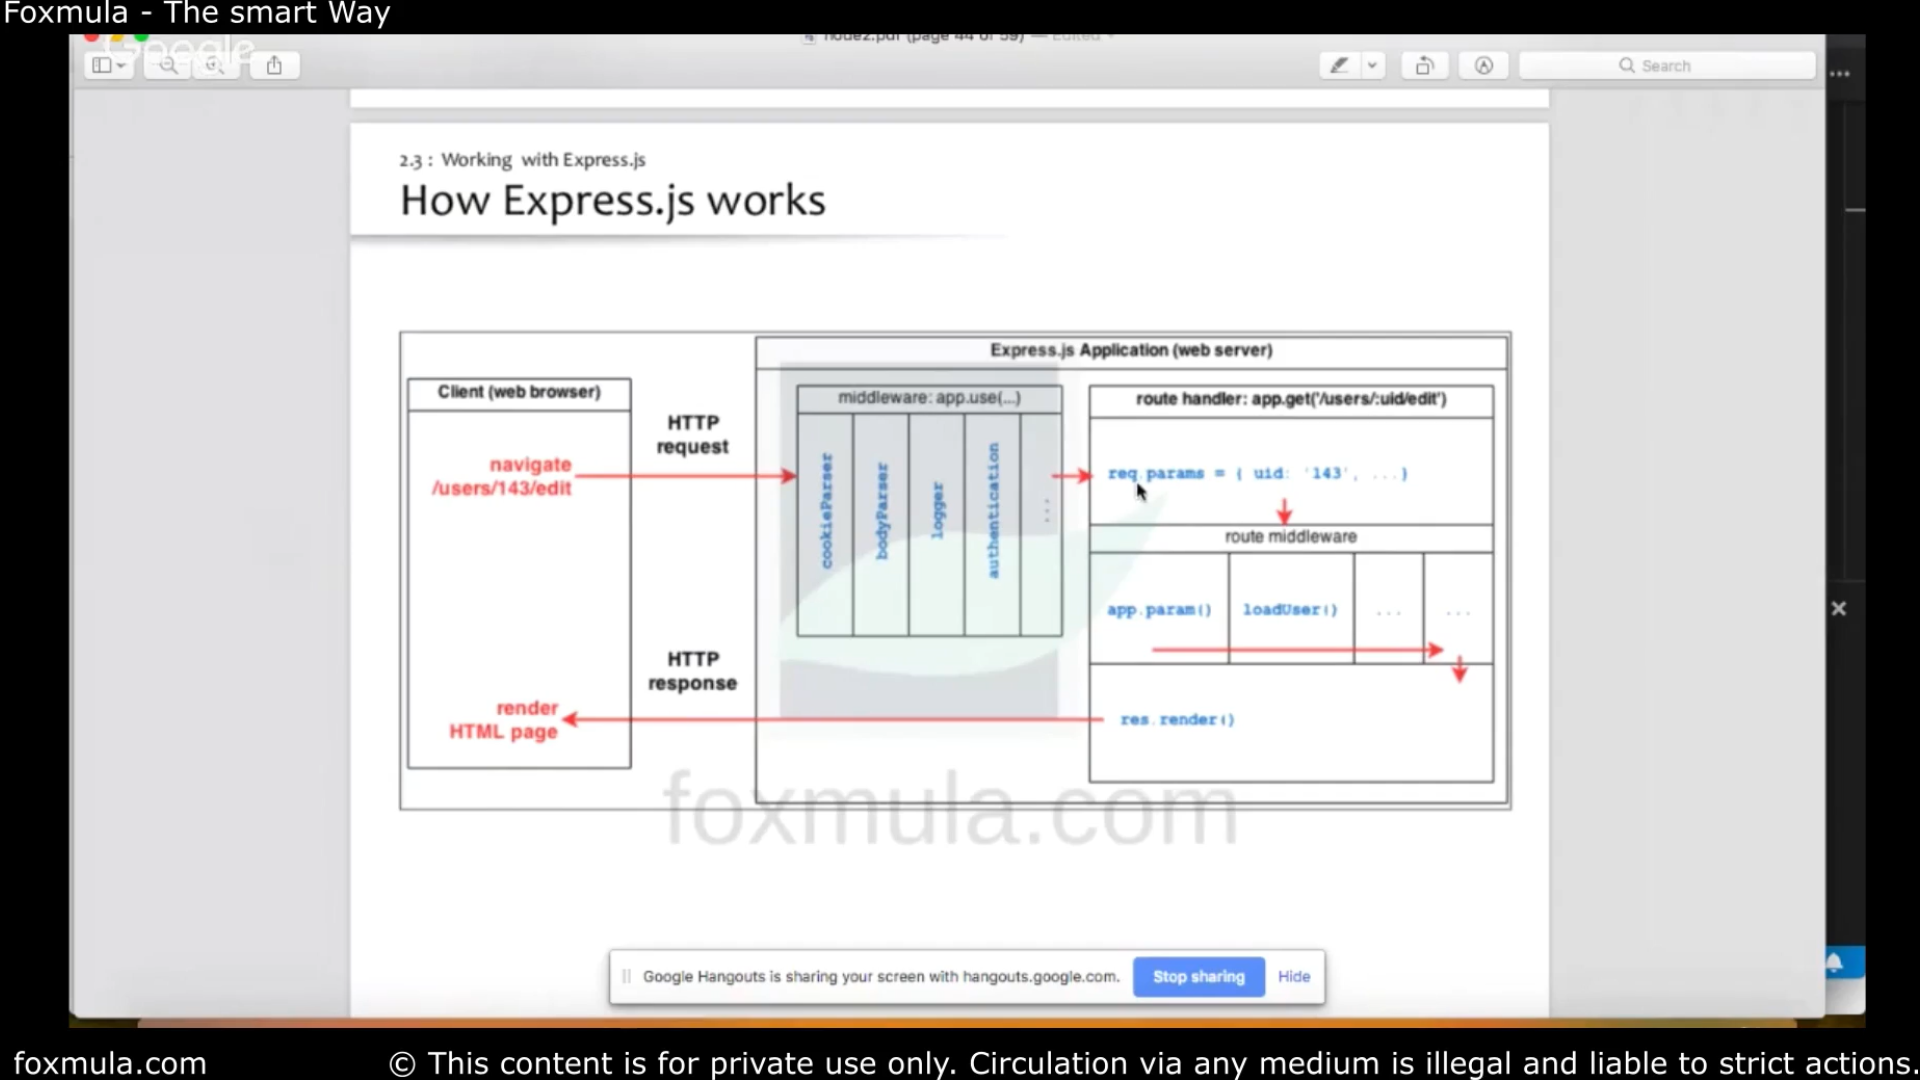 Foxmula - The smart Way
Google
node2.pdf (page 44 of 59) — Edited
Search
2.3 : Working with Express.js
How Express.js works
Express.js Application (web server)
Client (web browser)
middleware: app.use(...)
route handler: app.get('/users/:uid/edit')
HTTP
request
navigate
/users/143/edit
cookieParser
bodyParser
logger
authentication
...
req.params = { uid: '143', ...}
route middleware
app.param()
loadUser()
...
...
HTTP
response
render
HTML page
res.render()
foxmula.com
Google Hangouts is sharing your screen with hangouts.google.com.
Stop sharing
Hide
foxmula.com
© This content is for private use only. Circulation via any medium is illegal and liable to strict actions.